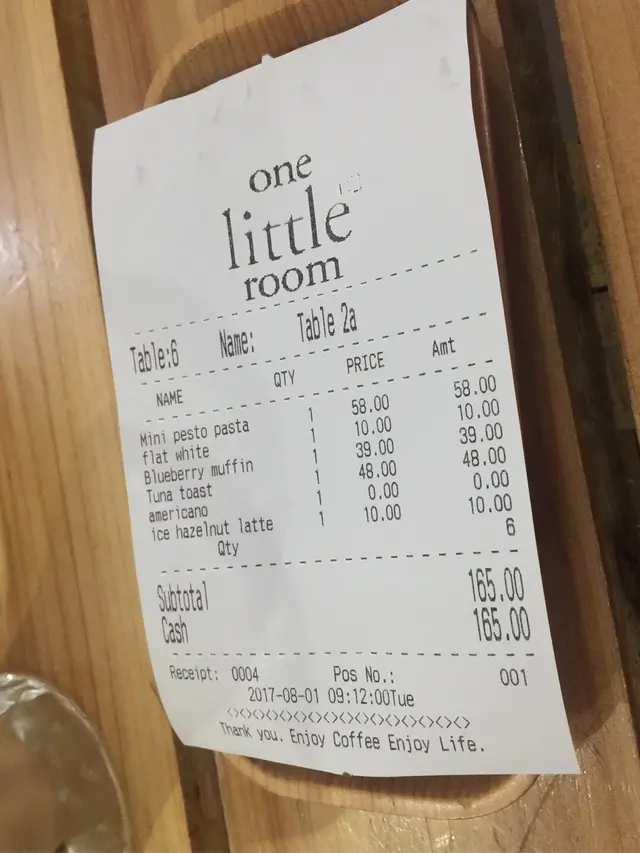 one
little
room
Table:6 Name: Table 2a
NAME QTY PRICE Amt
Mini pesto pasta 1 58.00 58.00
flat white 1 10.00 10.00
Blueberry muffin 1 39.00 39.00
Tuna toast 1 48.00 48.00
americano 1 0.00 0.00
ice hazelnut latte 1 10.00 10.00
Qty 6
Subtotal 165.00
Cash 165.00
Receipt: 0004 Pos No.: 001
2017-08-01 09:12:00Tue
<><><><><><><><><><><><><><><><><><><>
Thank you. Enjoy Coffee Enjoy Life.